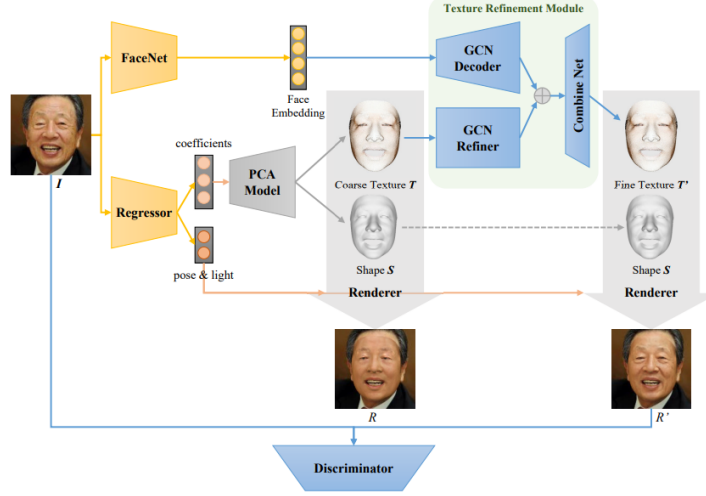 Texture Refinement Module
FaceNet
Face
Embedding
GCN
Decoder
GCN
Refiner
Combine Net
I
coefficients
PCA
Model
Regressor
pose & light
Coarse Texture T
Fine Texture T'
Shape S
Shape S
Renderer
Renderer
R
R'
Discriminator